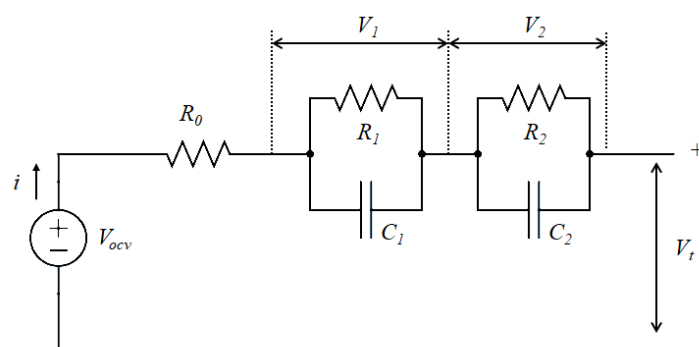 V₁
V₂
R₀
R₁
R₂
+
i
+
−
Vₒcᵥ
C₁
C₂
Vₜ